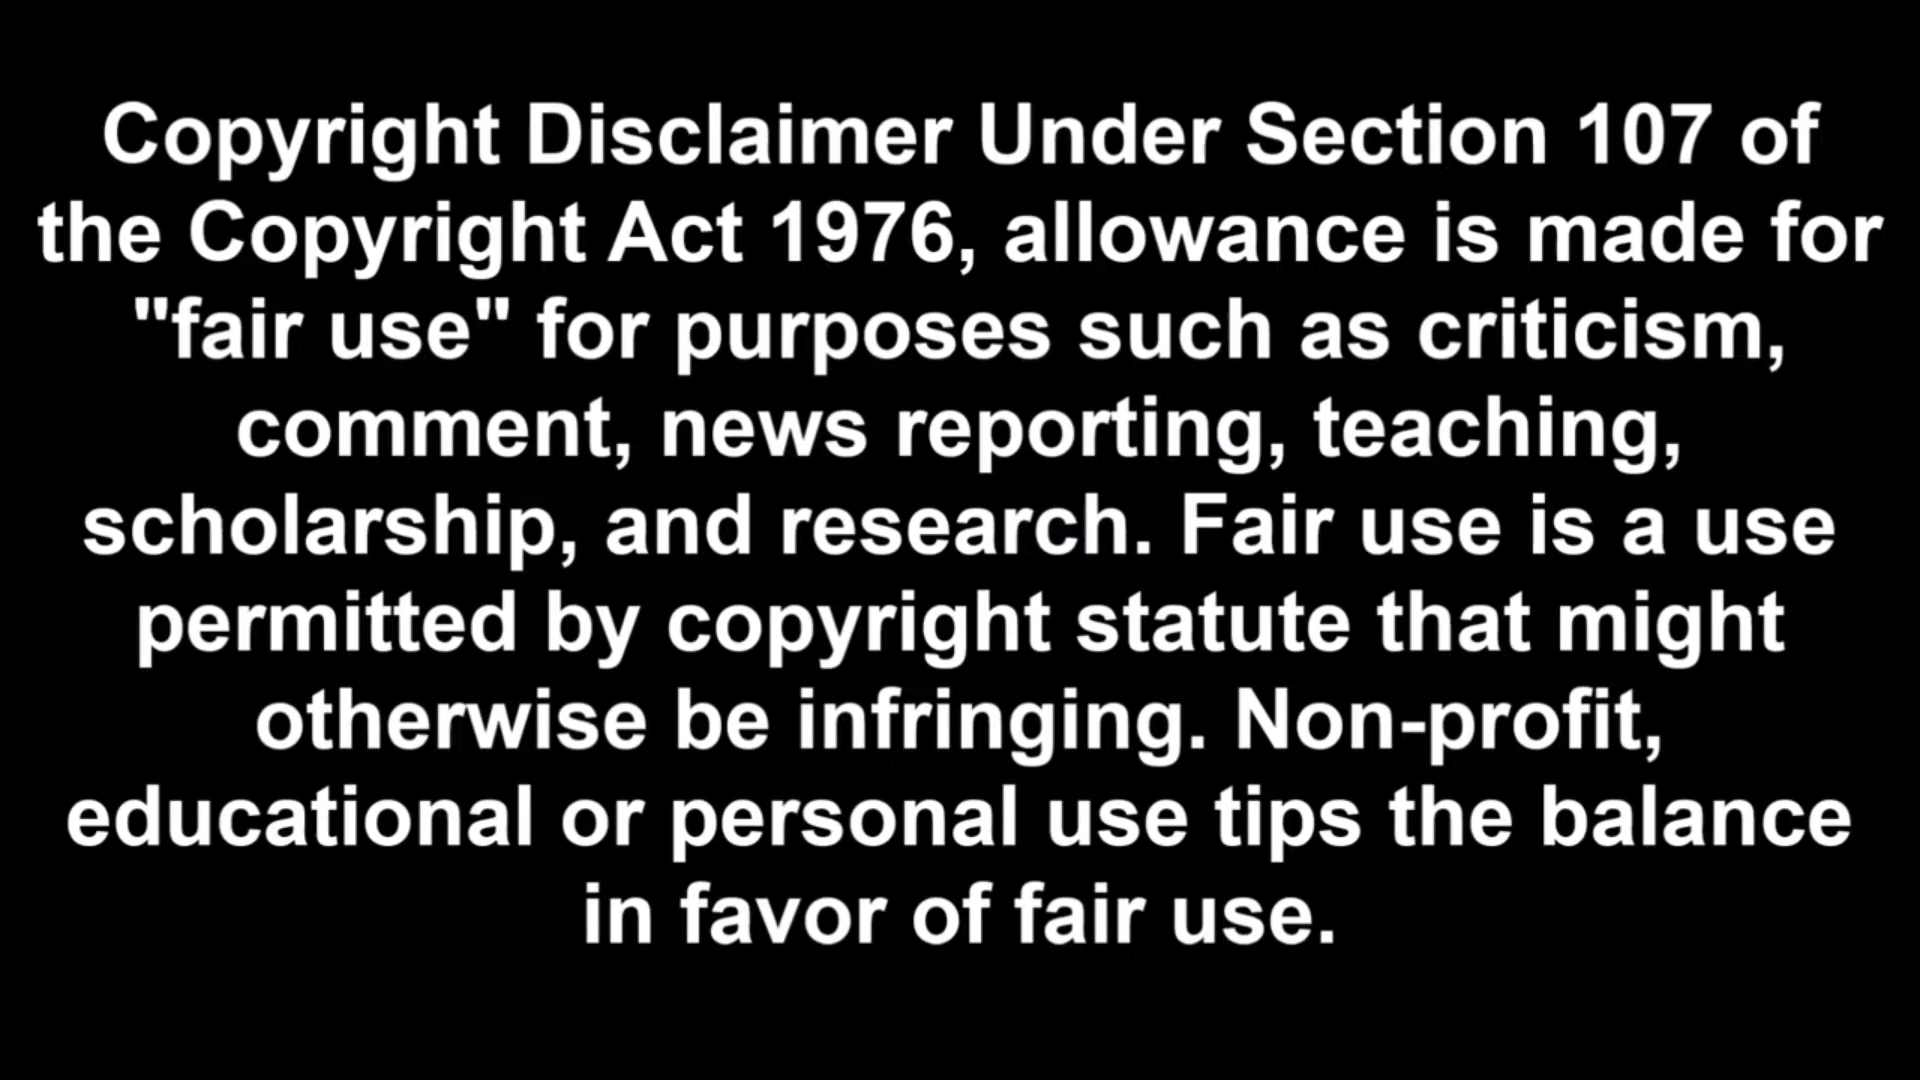 Copyright Disclaimer Under Section 107 of
the Copyright Act 1976, allowance is made for
"fair use" for purposes such as criticism,
comment, news reporting, teaching,
scholarship, and research. Fair use is a use
permitted by copyright statute that might
otherwise be infringing. Non-profit,
educational or personal use tips the balance
in favor of fair use.